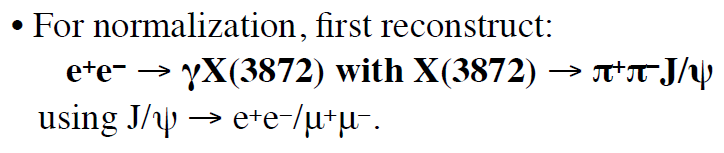 • For normalization, first reconstruct:
e⁺e⁻ → γX(3872) with X(3872) → π⁺π⁻J/ψ
using J/ψ → e⁺e⁻/μ⁺μ⁻.